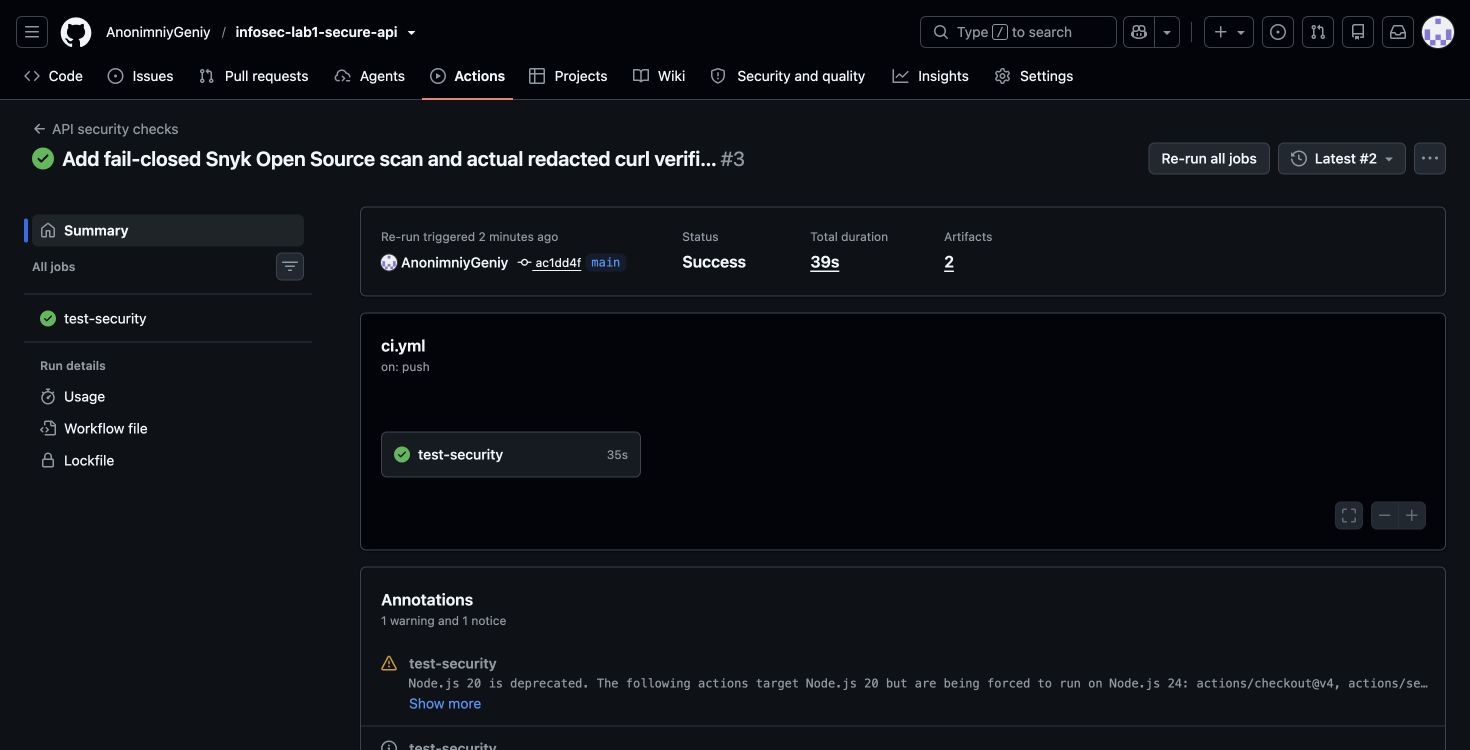 AnonimniyGeniy / infosec-lab1-secure-api
Type / to search
Code Issues Pull requests Agents Actions Projects Wiki Security and quality Insights Settings
API security checks
Add fail-closed Snyk Open Source scan and actual redacted curl verifi... #3
Re-run all jobs Latest #2
Summary
All jobs
test-security
Run details
Usage
Workflow file
Lockfile
Re-run triggered 2 minutes ago Status Total duration Artifacts
AnonimniyGeniy ac1dd4f main Success 39s 2
ci.yml
on: push
test-security 35s
Annotations
1 warning and 1 notice
test-security
Node.js 20 is deprecated. The following actions target Node.js 20 but are being forced to run on Node.js 24: actions/checkout@v4, actions/se…
Show more
test-security